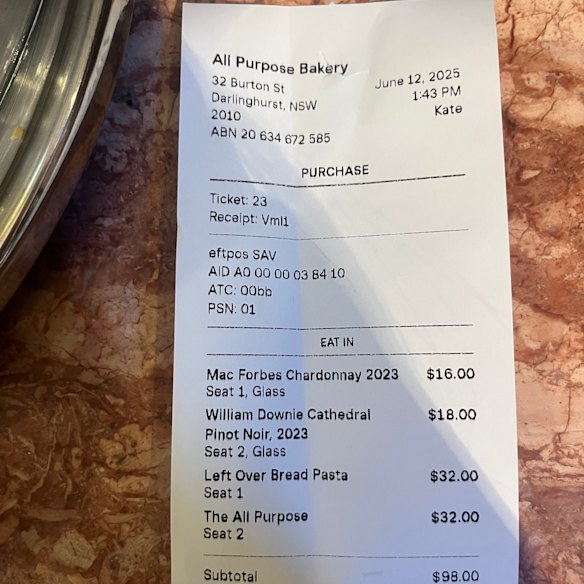 All Purpose Bakery
32 Burton St
Darlinghurst, NSW
2010
ABN 20 634 672 585
June 12, 2025
1:43 PM
Kate
PURCHASE
Ticket: 23
Receipt: Vml1
eftpos SAV
AID A0 00 00 03 84 10
ATC: 00bb
PSN: 01
EAT IN
Mac Forbes Chardonnay 2023 $16.00
Seat 1, Glass
William Downie Cathedral $18.00
Pinot Noir, 2023
Seat 2, Glass
Left Over Bread Pasta $32.00
Seat 1
The All Purpose $32.00
Seat 2
Subtotal $98.00